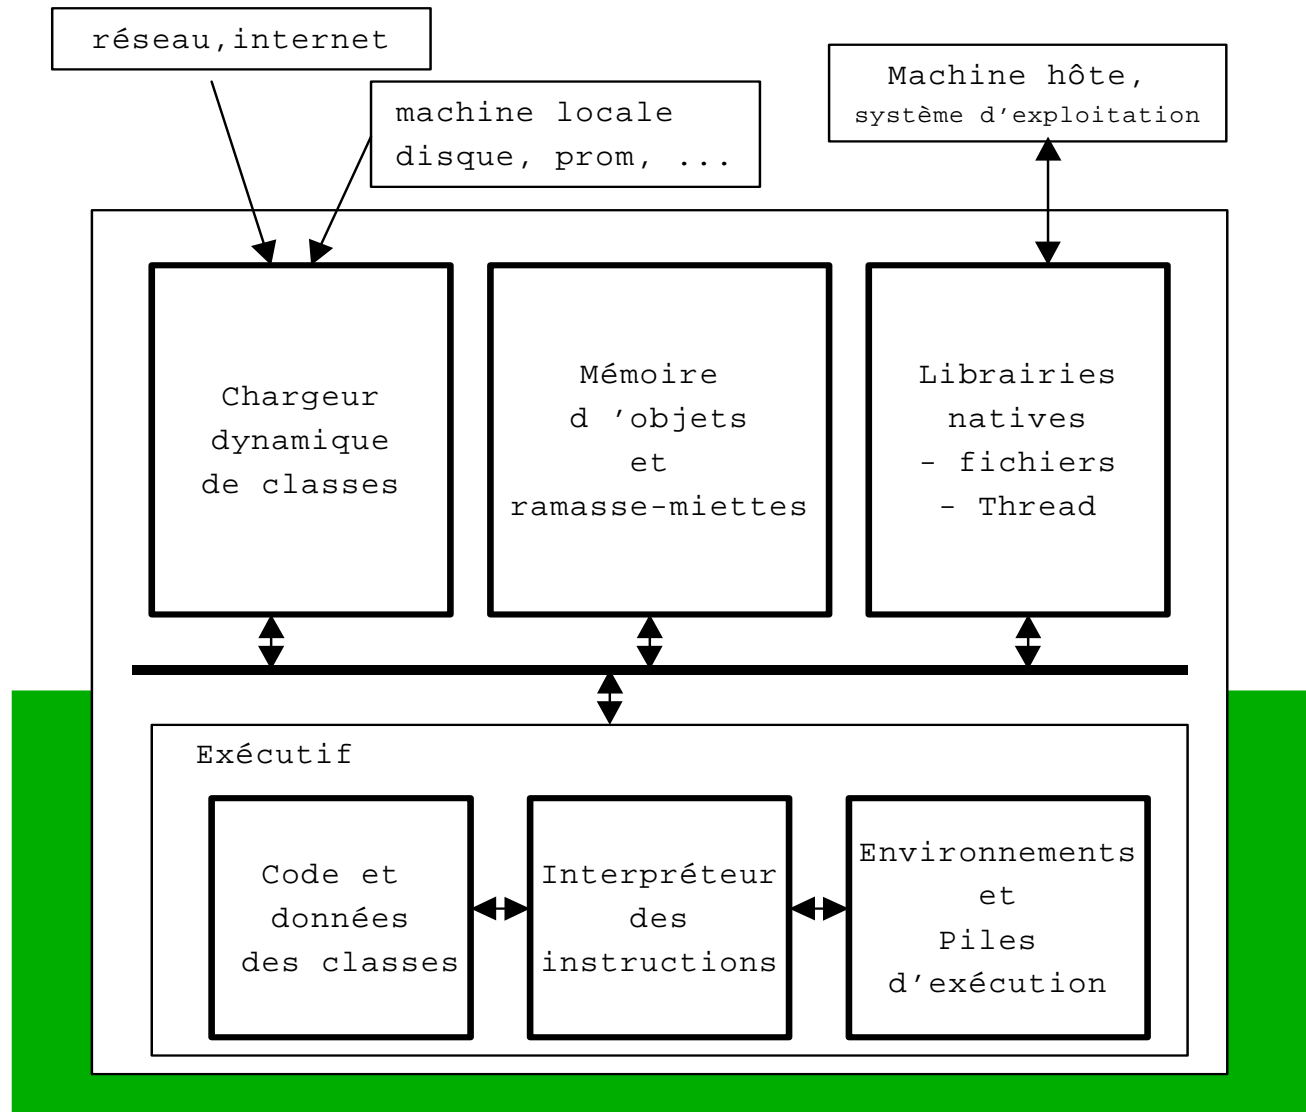 réseau,internet
machine locale
disque, prom, ...
Machine hôte,
système d’exploitation
Chargeur
dynamique
de classes
Mémoire
d ’objets
et
ramasse-miettes
Librairies
natives
- fichiers
- Thread
Exécutif
Code et
données
des classes
Interpréteur
des
instructions
Environnements
et
Piles
d’exécution